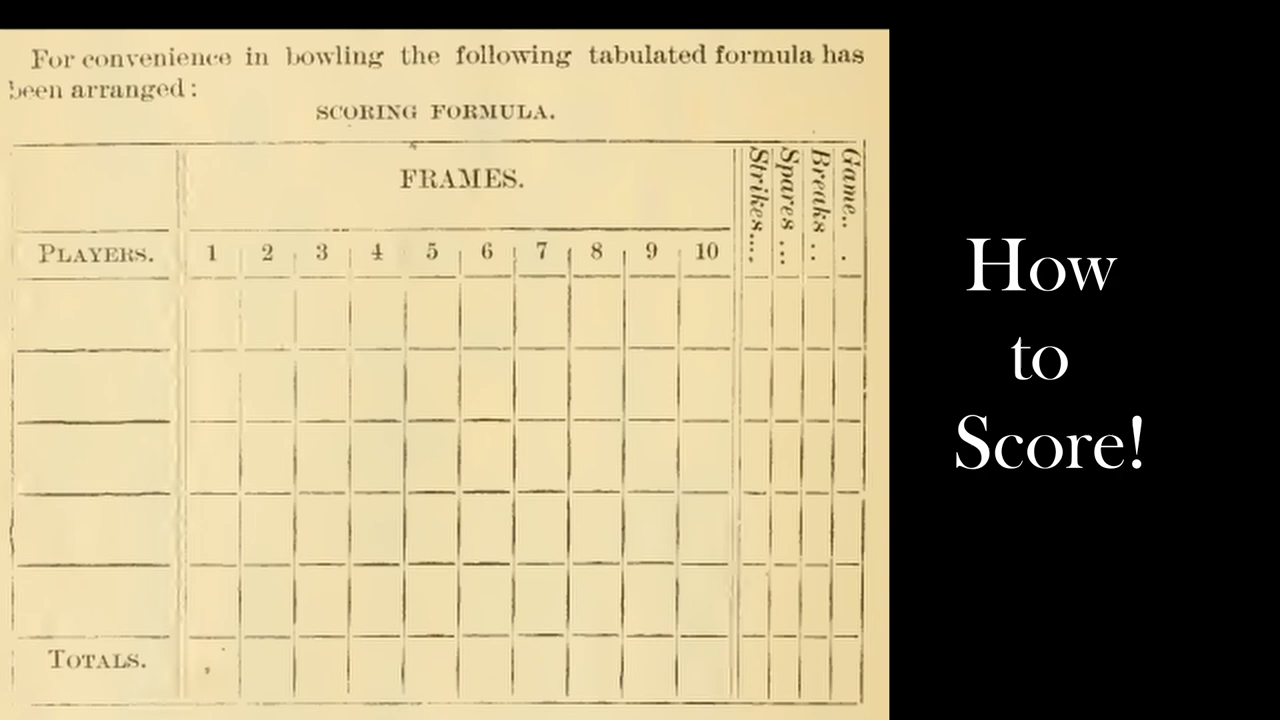 For convenience in bowling the following tabulated formula has
been arranged:
SCORING FORMULA.
FRAMES.
Strikes....
Spares ...
Breaks ..
Game.. .
PLAYERS. 1 2 3 4 5 6 7 8 9 10
TOTALS.
How
to
Score!